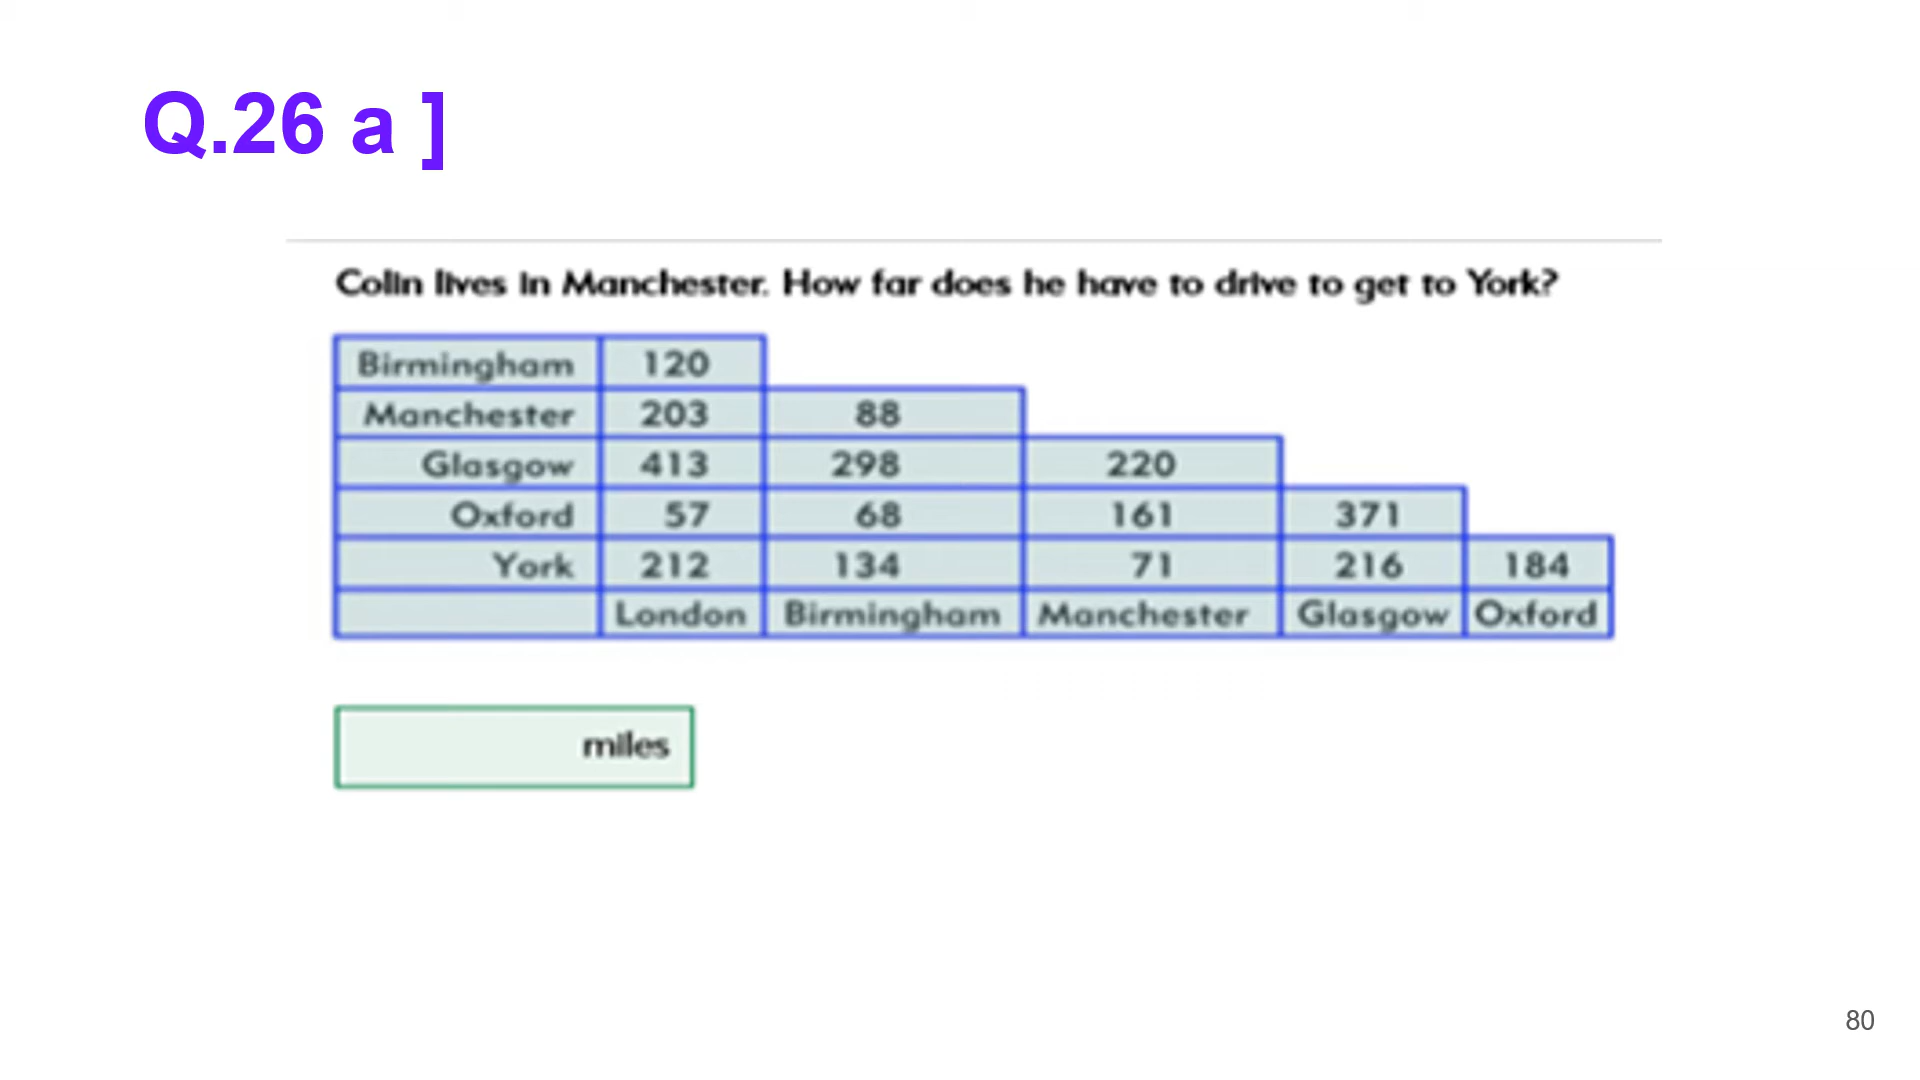 Q.26 a ]
Colin lives in Manchester. How far does he have to drive to get to York?
Birmingham 120
Manchester 203 88
Glasgow 413 298 220
Oxford 57 68 161 371
York 212 134 71 216 184
London Birmingham Manchester Glasgow Oxford
miles
80